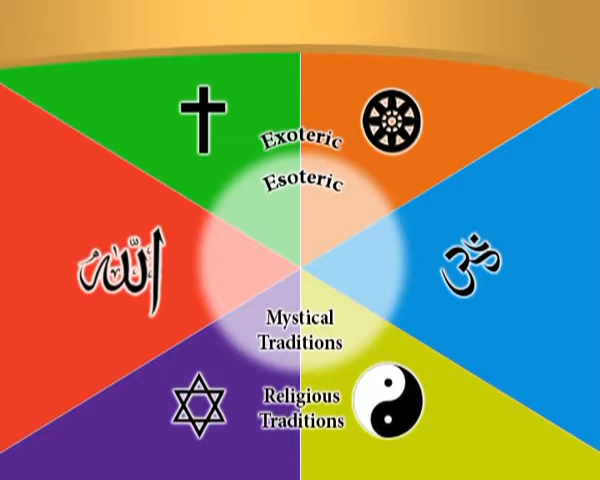 Exoteric
Esoteric
الله
ॐ
Mystical
Traditions
Religious
Traditions